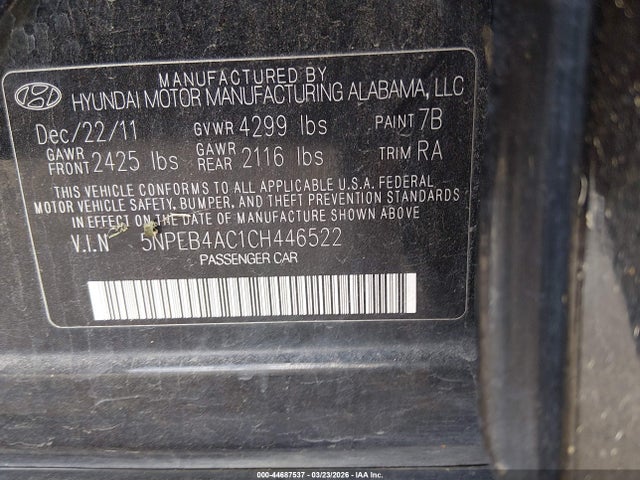 MANUFACTURED BY
HYUNDAI MOTOR MANUFACTURING ALABAMA, LLC
Dec/22/11 GVWR 4299 lbs PAINT 7B
GAWR FRONT 2425 lbs GAWR REAR 2116 lbs TRIM RA
THIS VEHICLE CONFORMS TO ALL APPLICABLE U.S.A. FEDERAL
MOTOR VEHICLE SAFETY, BUMPER, AND THEFT PREVENTION STANDARDS
IN EFFECT ON THE DATE OF MANUFACTURE SHOWN ABOVE
V.I.N 5NPEB4AC1CH446522
PASSENGER CAR
000-44687537 - 03/23/2026 - IAA Inc.